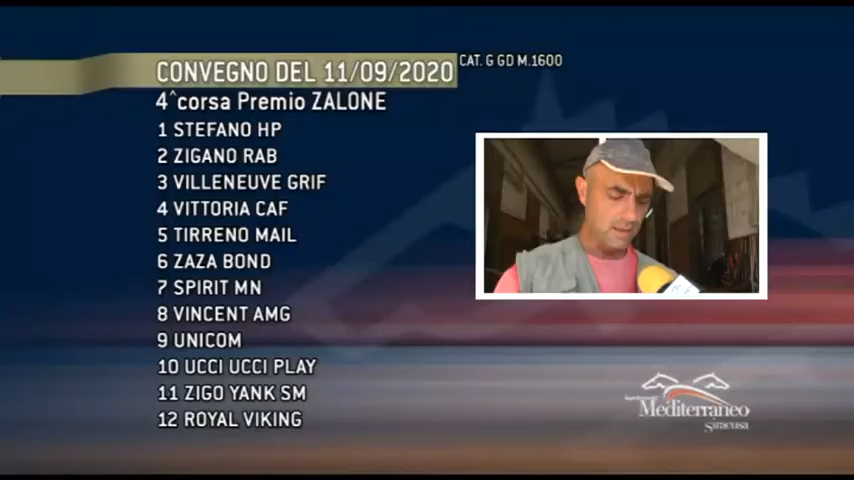 CONVEGNO DEL 11/09/2020
CAT. G GD M.1600
4^corsa Premio ZALONE
1 STEFANO HP
2 ZIGANO RAB
3 VILLENEUVE GRIF
4 VITTORIA CAF
5 TIRRENO MAIL
6 ZAZA BOND
7 SPIRIT MN
8 VINCENT AMG
9 UNICOM
10 UCCI UCCI PLAY
11 ZIGO YANK SM
12 ROYAL VIKING
Mediterraneo
Siracusa